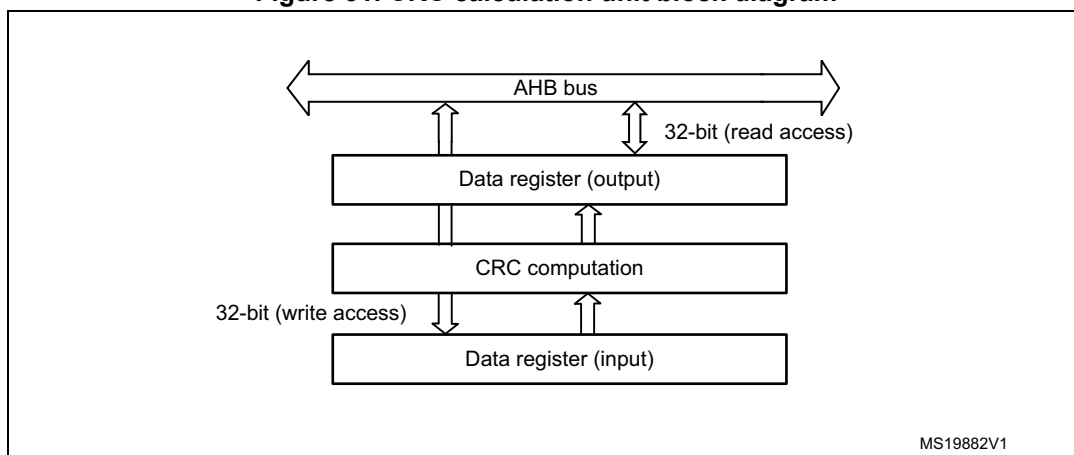 AHB bus
32-bit (read access)
Data register (output)
CRC computation
32-bit (write access)
Data register (input)
MS19882V1